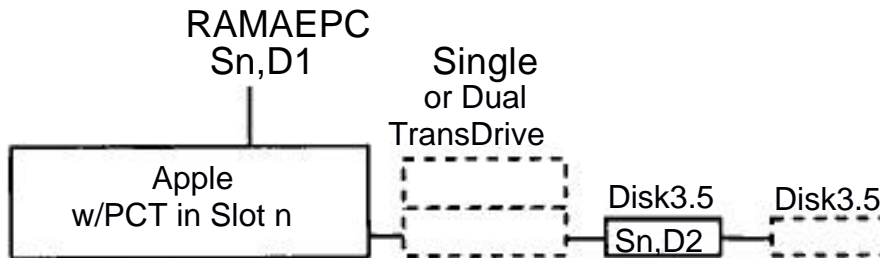 RAMAEPC
Sn,D1
Single
or Dual
TransDrive
Apple
w/PCT in Slot n
Disk3.5
Sn,D2
Disk3.5